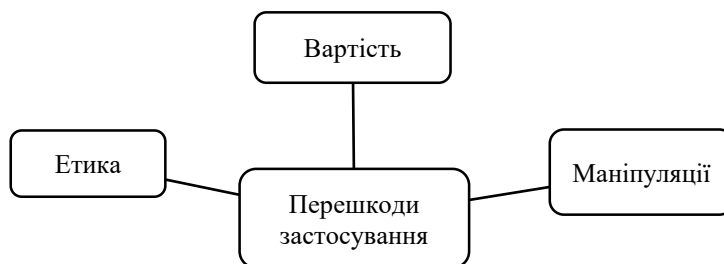 Вартість
Етика
Маніпуляції
Перешкоди
застосування